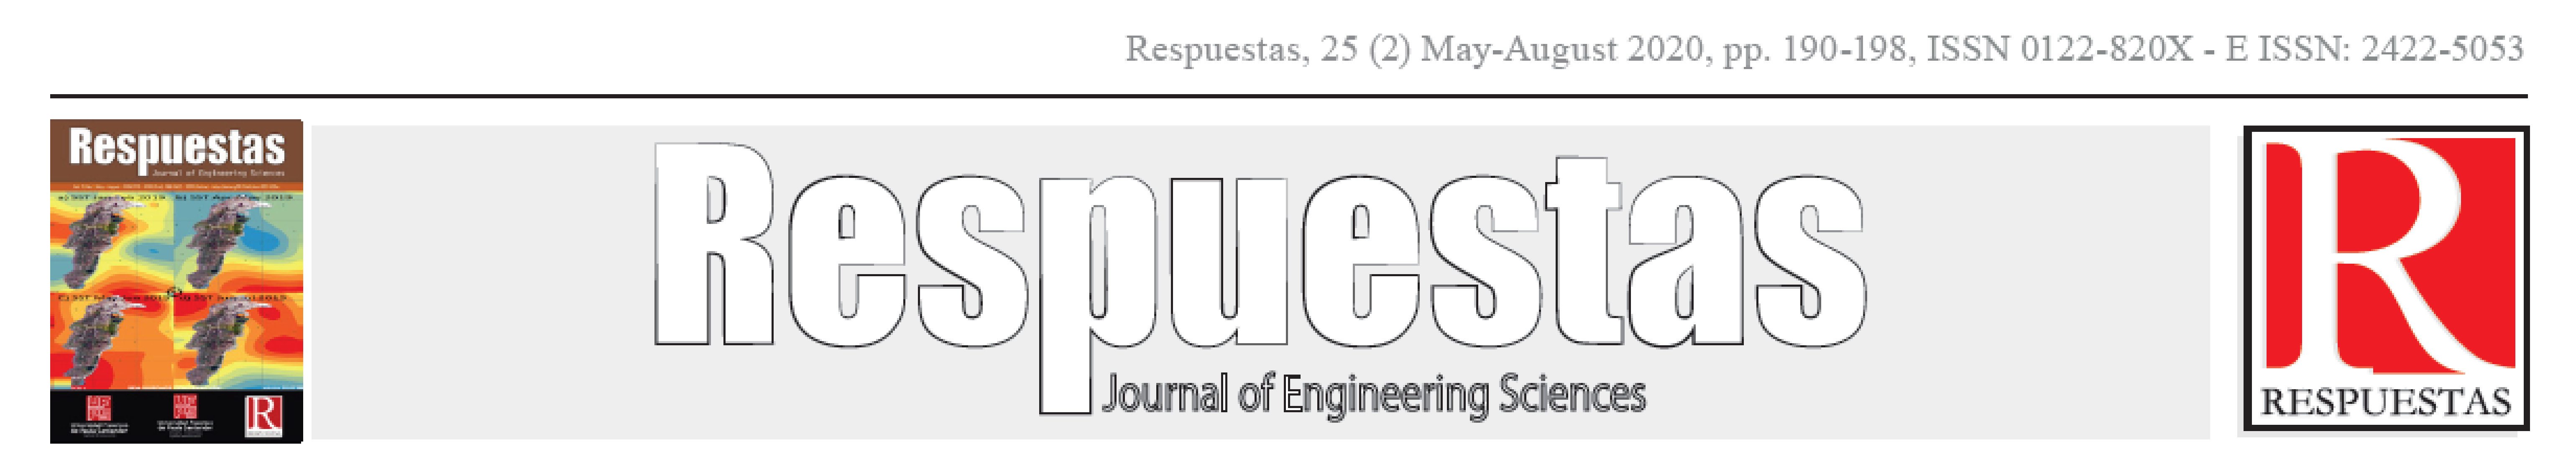 Respuestas, 25 (2) May-August 2020, pp. 190-198, ISSN 0122-820X - E ISSN: 2422-5053
Respuestas
Journal of Engineering Sciences
Respuestas
Journal of Engineering Sciences
RESPUESTAS